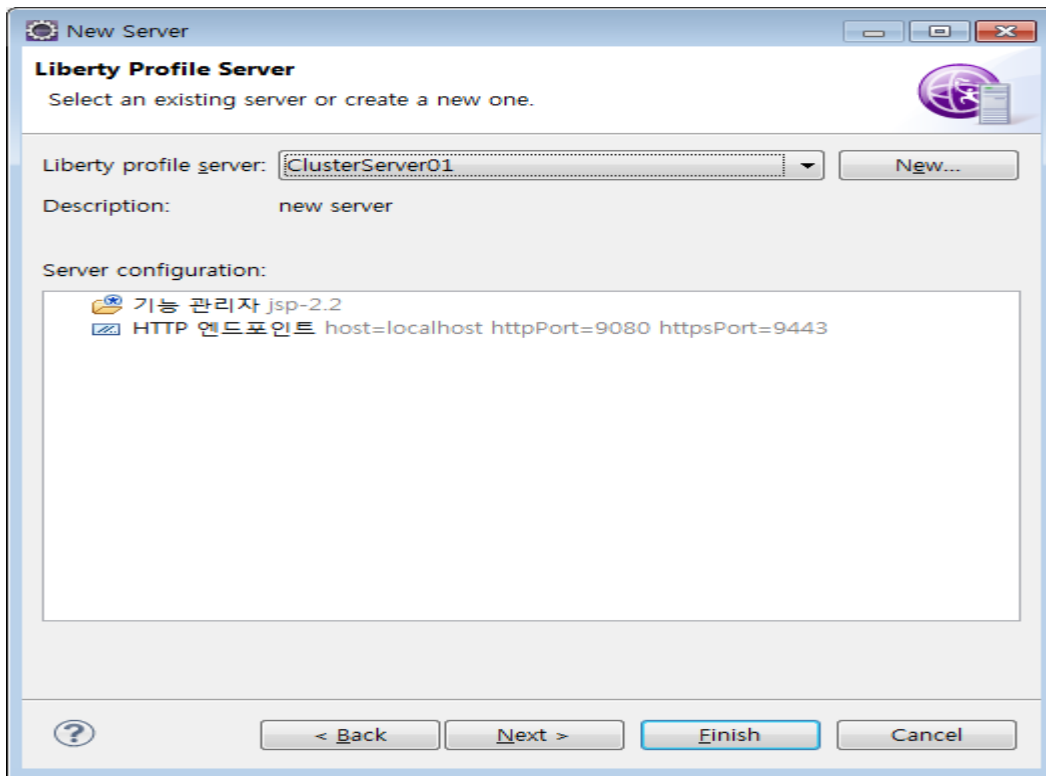 New Server
Liberty Profile Server
Select an existing server or create a new one.
Liberty profile server: ClusterServer01 New...
Description: new server
Server configuration:
기능 관리자 jsp-2.2
HTTP 엔드포인트 host=localhost httpPort=9080 httpsPort=9443
? < Back Next > Finish Cancel